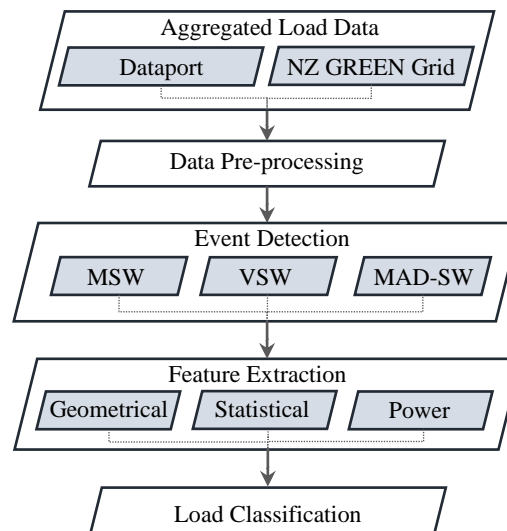 Aggregated Load Data
Dataport NZ GREEN Grid
Data Pre-processing
Event Detection
MSW VSW MAD-SW
Feature Extraction
Geometrical Statistical Power
Load Classification